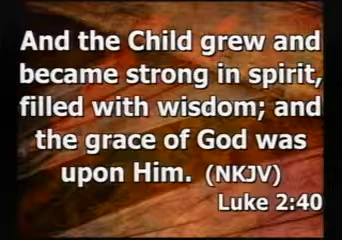 And the Child grew and
became strong in spirit,
filled with wisdom; and
the grace of God was
upon Him. (NKJV)
Luke 2:40